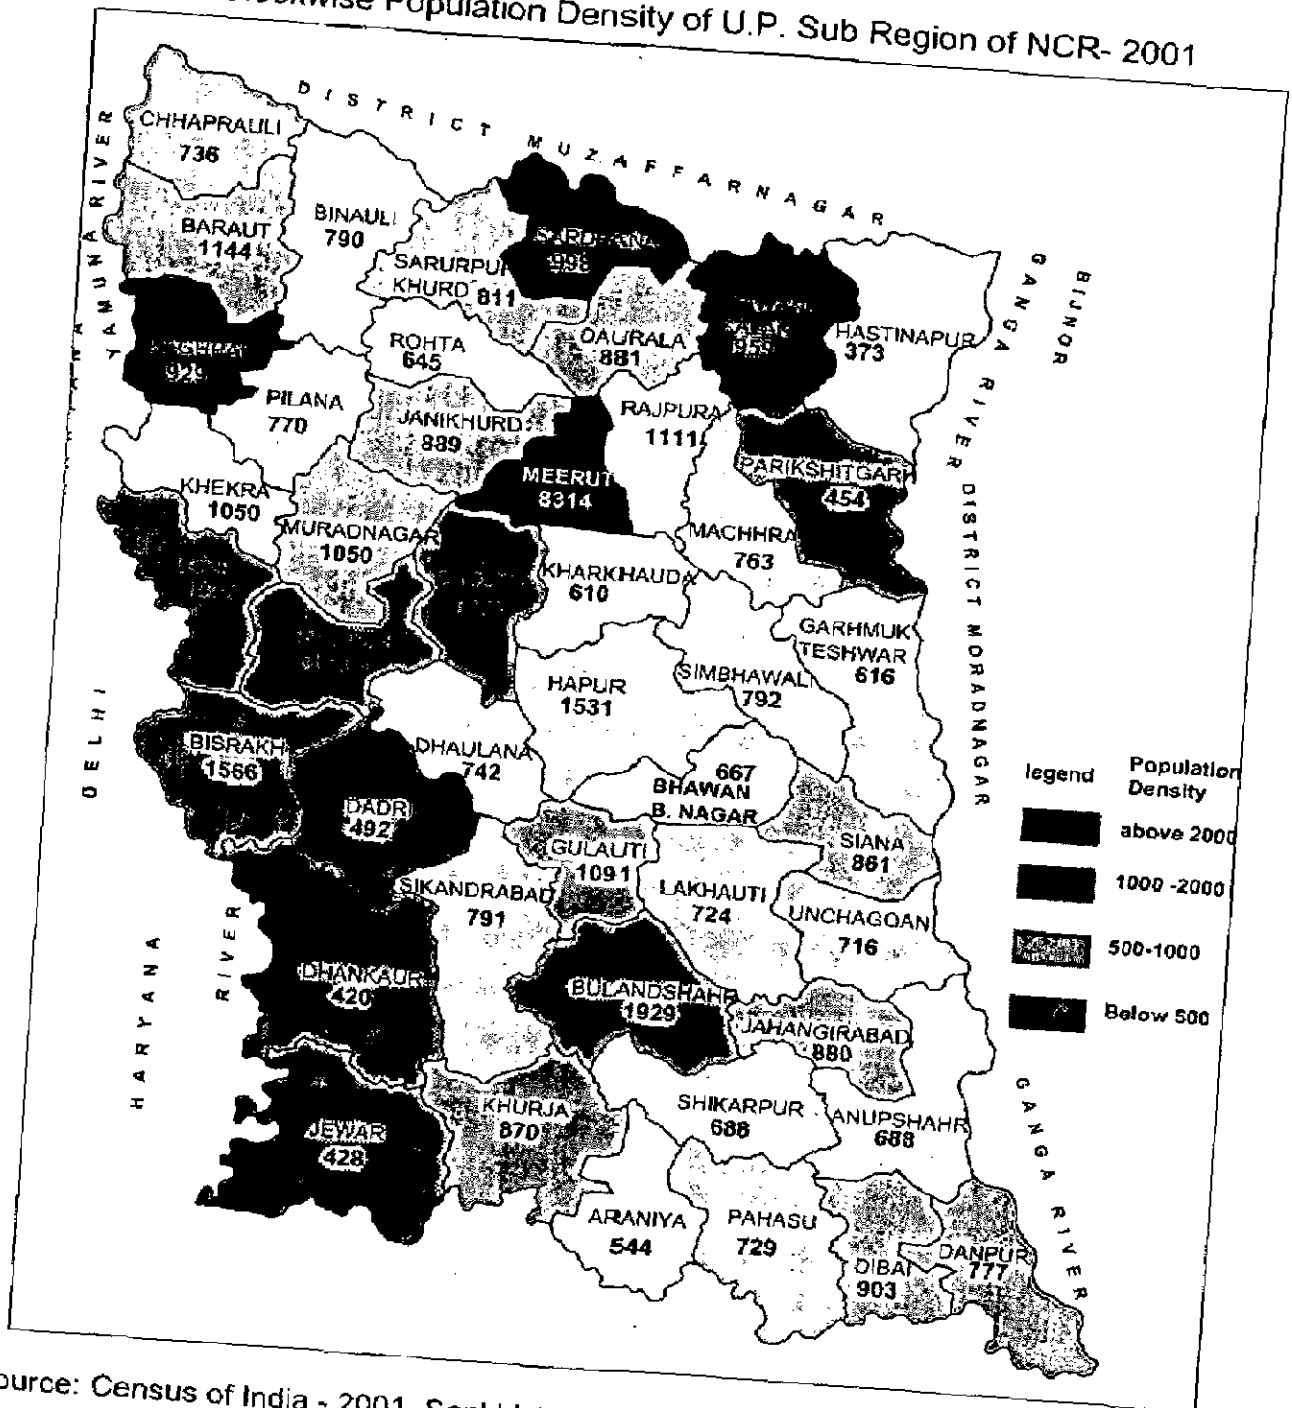 Population Density of U.P. Sub Region of NCR- 2001
DISTRICT MUZAFFARNAGAR
YAMUNA RIVER
CHHAPRAULI
736
BARAUT
1144
BINAULI
790
SARDHANA
998
SARURPUR
KHURD 811
DAURALA
881
959
HASTINAPUR
373
GANGA RIVER
BIJNOR
BAGHPAT
929
ROHTA
645
PILANA
770
JANIKHURD
889
RAJPURA
1111
MEERUT
8314
PARIKSHITGARH
454
KHEKRA
1050
MURADNAGAR
1050
MACHHRA
763
KHARKHAUDA
610
DISTRICT MORADNAGAR
GARHMUK
TESHWAR
616
HAPUR
1531
SIMBHAWALI
792
DELHI
BISRAKH
1566
DHAULANA
742
667
BHAWAN
B. NAGAR
DADRI
492
GULAUTI
1091
SIANA
861
SIKANDRABAD
791
LAKHAUTI
724
UNCHAGOAN
716
HARYANA
RIVER
DHANKAUR
420
BULANDSHAHR
1929
JAHANGIRABAD
880
JEWAR
428
KHURJA
870
SHIKARPUR
688
ANUPSHAHR
688
GANGA RIVER
ARANIYA
544
PAHASU
729
DIBAI
903
DANPUR
777
legend
Population
Density
above 2000
1000 -2000
500-1000
Below 500
Census of India - 2001